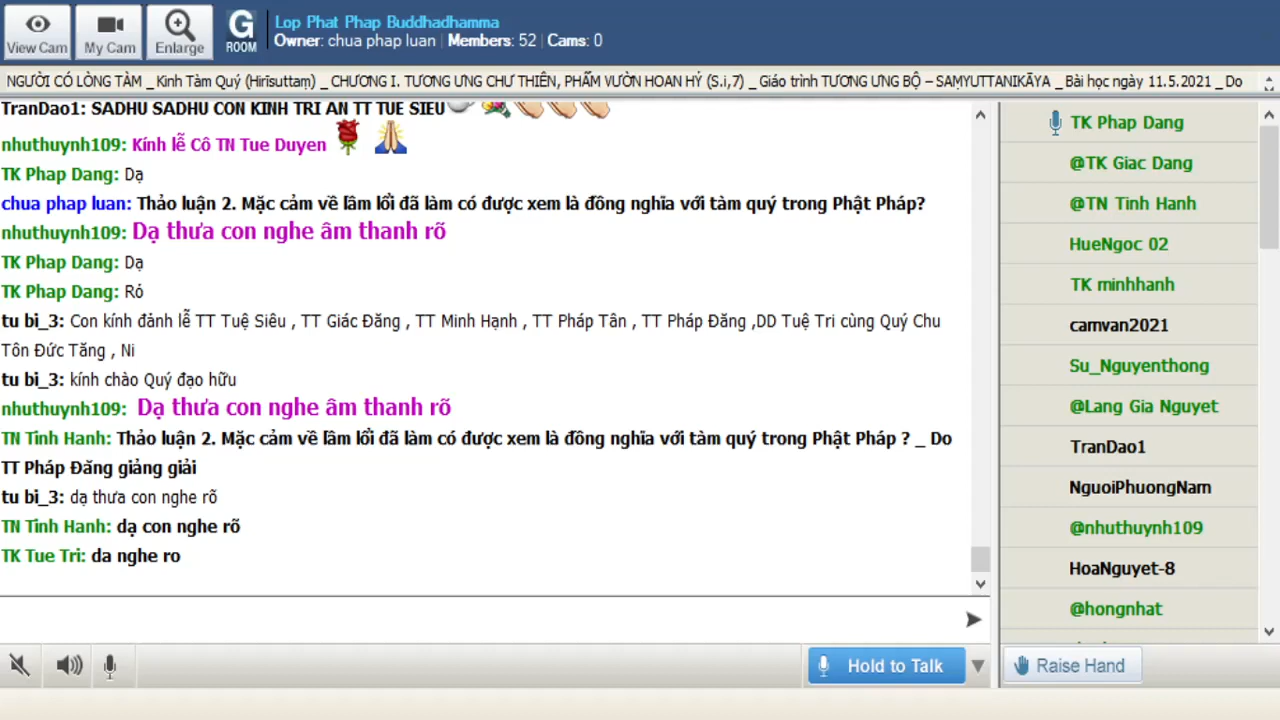 View Cam
My Cam
Enlarge
G
ROOM
Lop Phat Phap Buddhadhamma
Owner: chua phap luan | Members: 52 | Cams: 0
NGƯỜI CÓ LÒNG TÀM _ Kinh Tàm Quý (Hirīsuttaṃ) _ CHƯƠNG I. TƯƠNG ƯNG CHƯ THIÊN, PHẨM VƯỜN HOAN HỶ (S.i,7) _ Giáo trình TƯƠNG ƯNG BỘ – SAṂYUTTANIKĀYA _ Bài học ngày 11.5.2021 _ Do
TranDao1: SADHU SADHU CON KINH TRI AN TT TUE SIEU
nhuthuynh109: Kính lễ Cô TN Tue Duyen
TK Phap Dang: Dạ
chua phap luan: Thảo luận 2. Mặc cảm về lầm lổi đã làm có được xem là đồng nghĩa với tàm quý trong Phật Pháp?
nhuthuynh109: Dạ thưa con nghe âm thanh rõ
TK Phap Dang: Dạ
TK Phap Dang: Rỏ
tu bi_3: Con kính đảnh lễ TT Tuệ Siêu , TT Giác Đăng , TT Minh Hạnh , TT Pháp Tân , TT Pháp Đăng ,DD Tuệ Tri cùng Quý Chu
Tôn Đức Tăng , Ni
tu bi_3: kính chào Quý đạo hữu
nhuthuynh109: Dạ thưa con nghe âm thanh rõ
TN Tinh Hanh: Thảo luận 2. Mặc cảm về lầm lổi đã làm có được xem là đồng nghĩa với tàm quý trong Phật Pháp ? _ Do
TT Pháp Đăng giảng giải
tu bi_3: dạ thưa con nghe rõ
TN Tinh Hanh: dạ con nghe rõ
TK Tue Tri: da nghe ro
Hold to Talk
TK Phap Dang
@TK Giac Dang
@TN Tinh Hanh
HueNgoc 02
TK minhhanh
camvan2021
Su_Nguyenthong
@Lang Gia Nguyet
TranDao1
NguoiPhuongNam
@nhuthuynh109
HoaNguyet-8
@hongnhat
Raise Hand